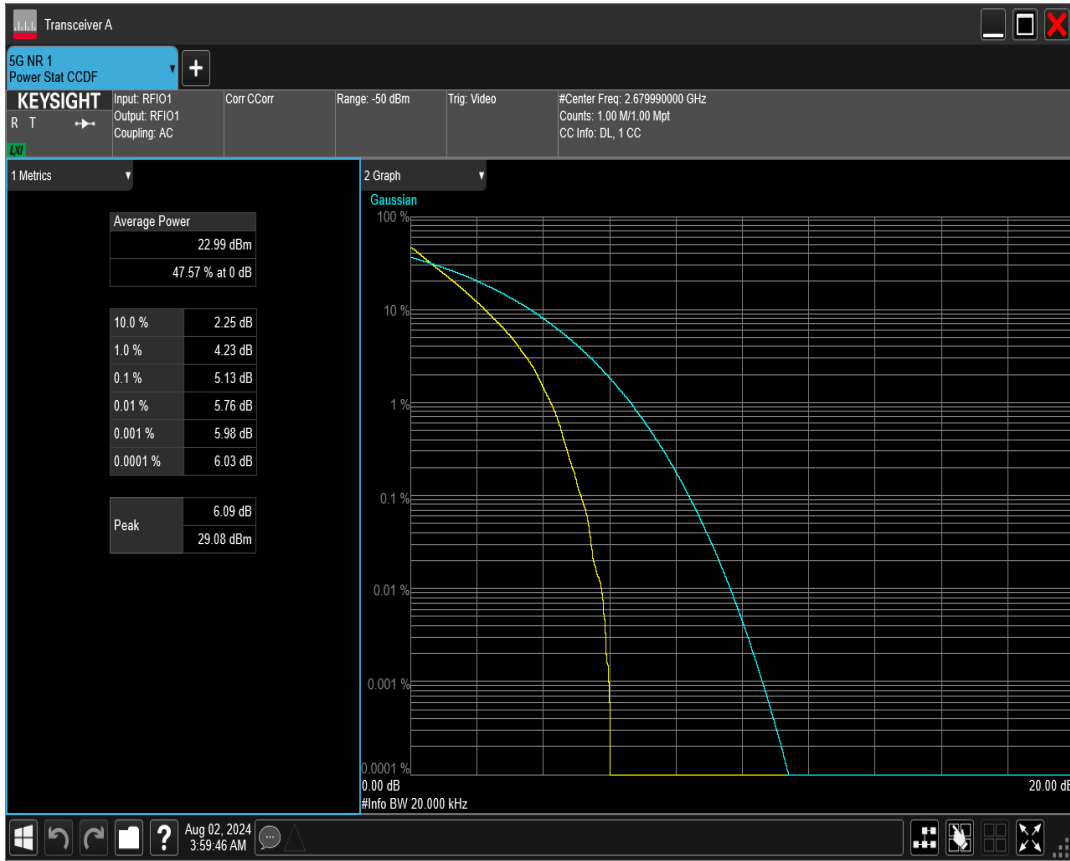 Transceiver A
5G NR 1
Power Stat CCDF
KEYSIGHT
R T
LXI
Input: RFIO1
Output: RFIO1
Coupling: AC
Corr CCorr
Range: -50 dBm
Trig: Video
#Center Freq: 2.679990000 GHz
Counts: 1.00 M/1.00 Mpt
CC Info: DL, 1 CC
1 Metrics
Average Power
22.99 dBm
47.57 % at 0 dB
10.0 % 2.25 dB
1.0 % 4.23 dB
0.1 % 5.13 dB
0.01 % 5.76 dB
0.001 % 5.98 dB
0.0001 % 6.03 dB
Peak
6.09 dB
29.08 dBm
2 Graph
Gaussian
100 %
10 %
1 %
0.1 %
0.01 %
0.001 %
0.0001 %
0.00 dB 20.00 dB
#Info BW 20.000 kHz
? Aug 02, 2024
3:59:46 AM